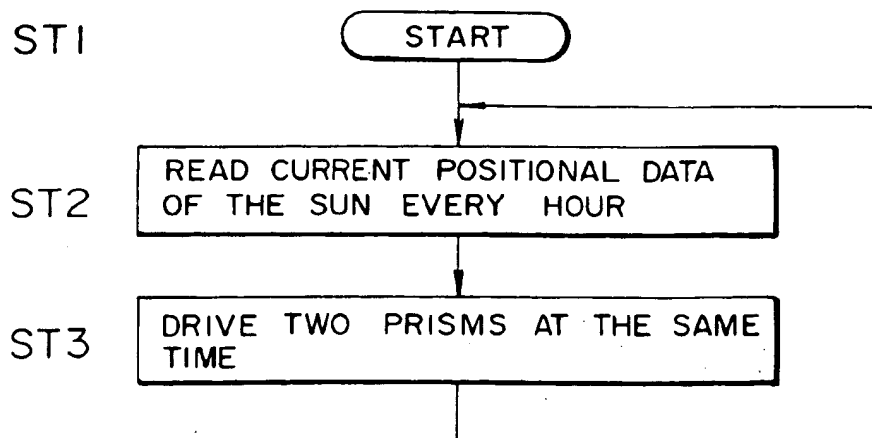 ST1
START
READ CURRENT POSITIONAL DATA
ST2
OF THE SUN EVERY HOUR
DRIVE TWO PRISMS AT THE SAME
ST3
TIME